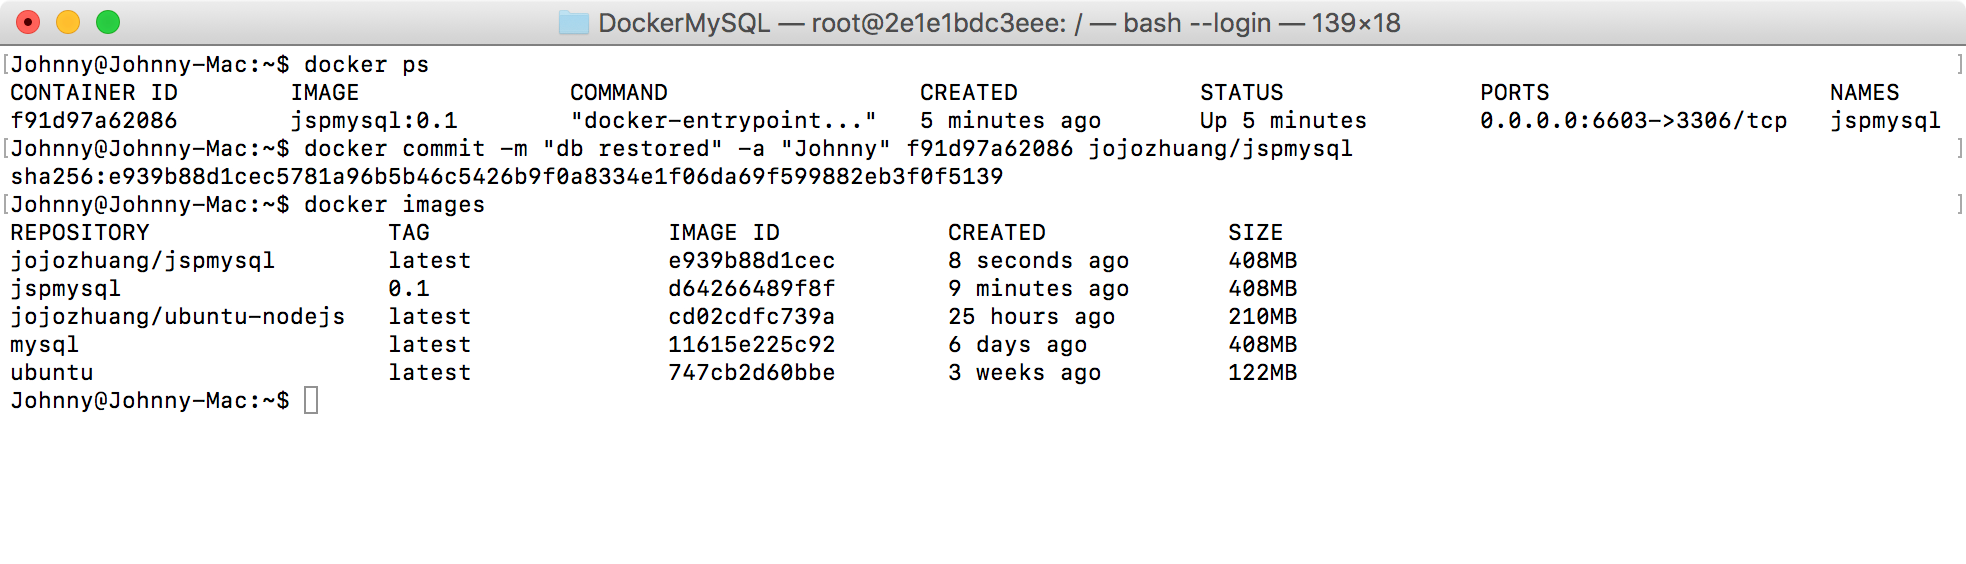 DockerMySQL — root@2e1e1bdc3eee: / — bash --login — 139×18
[Johnny@Johnny-Mac:~$ docker ps ]
CONTAINER ID        IMAGE               COMMAND                  CREATED             STATUS              PORTS                    NAMES
f91d97a62086        jspmysql:0.1        "docker-entrypoint..."   5 minutes ago       Up 5 minutes        0.0.0.0:6603->3306/tcp   jspmysql
[Johnny@Johnny-Mac:~$ docker commit -m "db restored" -a "Johnny" f91d97a62086 jojozhuang/jspmysql ]
sha256:e939b88d1cec5781a96b5b46c5426b9f0a8334e1f06da69f599882eb3f0f5139
[Johnny@Johnny-Mac:~$ docker images ]
REPOSITORY                 TAG                 IMAGE ID            CREATED             SIZE
jojozhuang/jspmysql        latest              e939b88d1cec        8 seconds ago       408MB
jspmysql                   0.1                 d64266489f8f        9 minutes ago       408MB
jojozhuang/ubuntu-nodejs   latest              cd02cdfc739a        25 hours ago        210MB
mysql                      latest              11615e225c92        6 days ago          408MB
ubuntu                     latest              747cb2d60bbe        3 weeks ago         122MB
Johnny@Johnny-Mac:~$